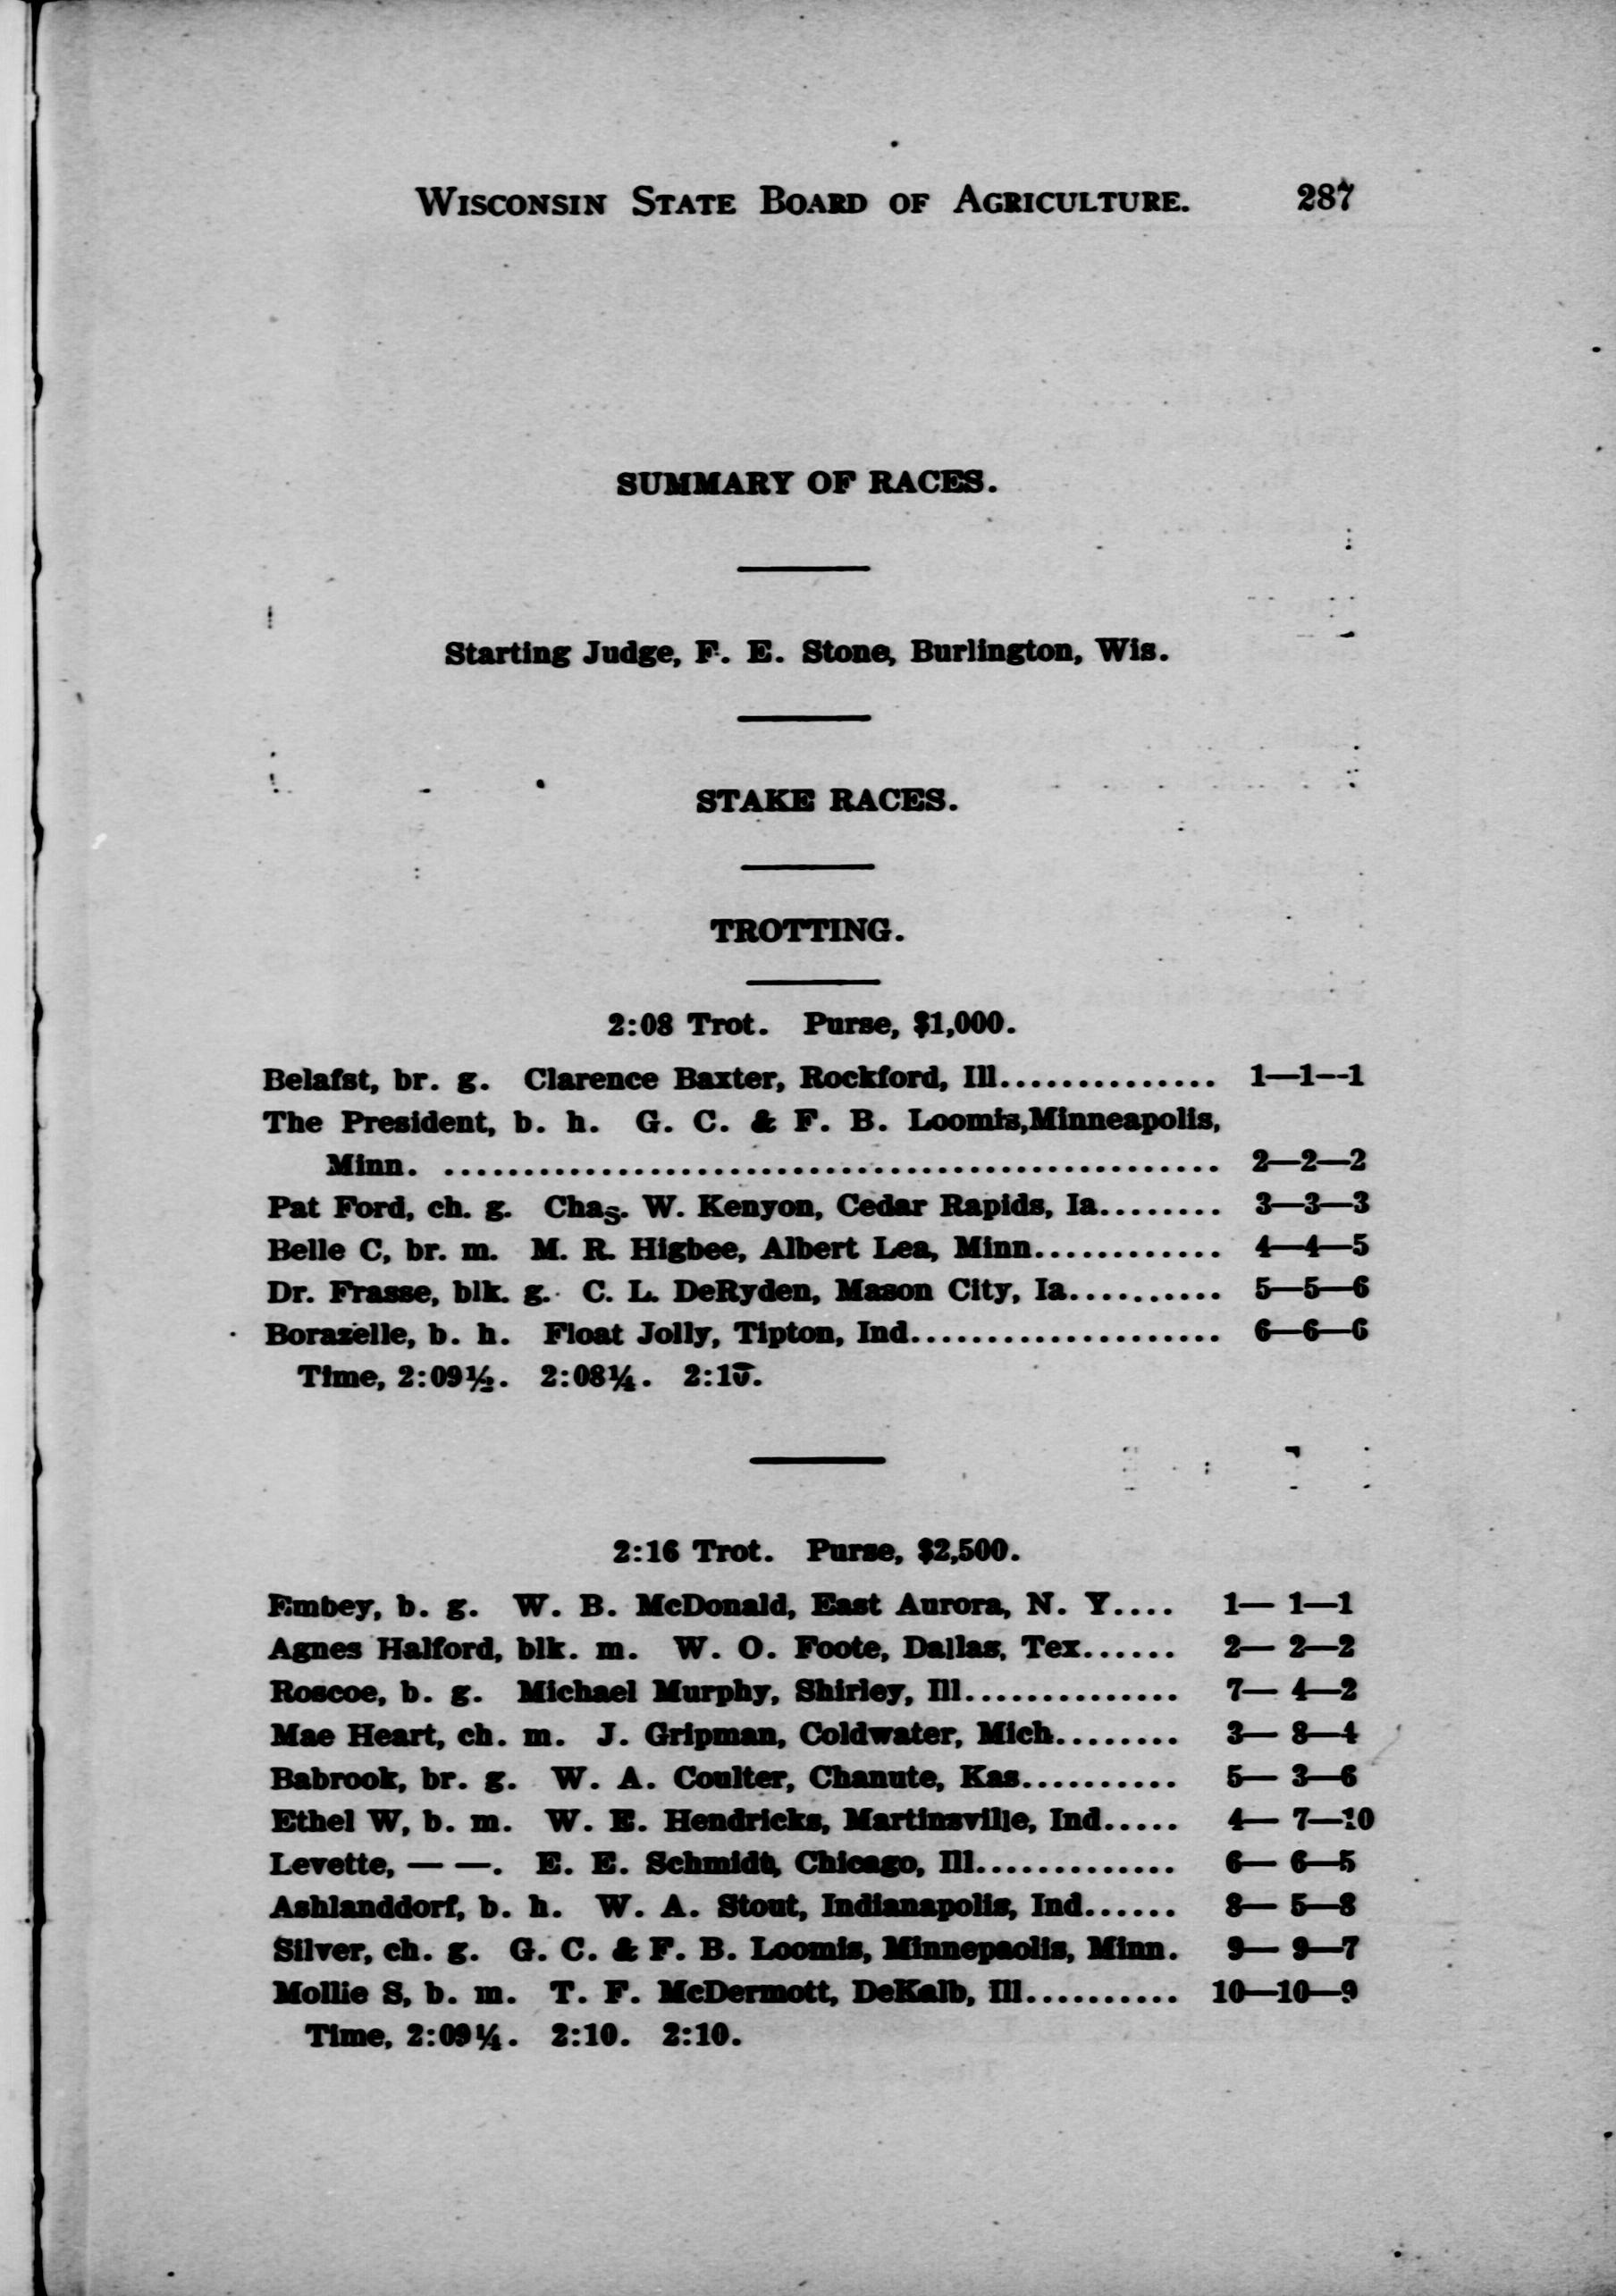 WISCONSIN STATE BOARD OF AGRICULTURE. 287
SUMMARY OF RACES.
Starting Judge, F. E. Stone, Burlington, Wis.
STAKE RACES.
TROTTING.
2:08 Trot. Purse, $1,000.
Belafst, br. g. Clarence Baxter, Rockford, Ill.............. 1—1—1
The President, b. h. G. C. & F. B. Loomis,Minneapolis,
Minn. .................................................. 2—2—2
Pat Ford, ch. g. Chas. W. Kenyon, Cedar Rapids, Ia........ 3—3—3
Belle C, br. m. M. R. Higbee, Albert Lea, Minn............ 4—4—5
Dr. Frasse, blk. g. C. L. DeRyden, Mason City, Ia.......... 5—5—6
Borazelle, b. h. Float Jolly, Tipton, Ind.................... 6—6—6
Time, 2:09½. 2:08¼. 2:10.
2:16 Trot. Purse, $2,500.
Embey, b. g. W. B. McDonald, East Aurora, N. Y.... 1— 1—1
Agnes Halford, blk. m. W. O. Foote, Dallas, Tex...... 2— 2—2
Roscoe, b. g. Michael Murphy, Shirley, Ill.............. 7— 4—2
Mae Heart, ch. m. J. Gripman, Coldwater, Mich........ 3— 8—4
Babrook, br. g. W. A. Coulter, Chanute, Kas.......... 5— 3—6
Ethel W, b. m. W. E. Hendricks, Martinsville, Ind..... 4— 7—10
Levette, — —. E. E. Schmidt, Chicago, Ill............. 6— 6—5
Ashlanddorf, b. h. W. A. Stout, Indianapolis, Ind...... 8— 5—8
Silver, ch. g. G. C. & F. B. Loomis, Minnepaolis, Minn. 9— 9—7
Mollie S, b. m. T. F. McDermott, DeKalb, Ill.......... 10—10—9
Time, 2:09¼. 2:10. 2:10.